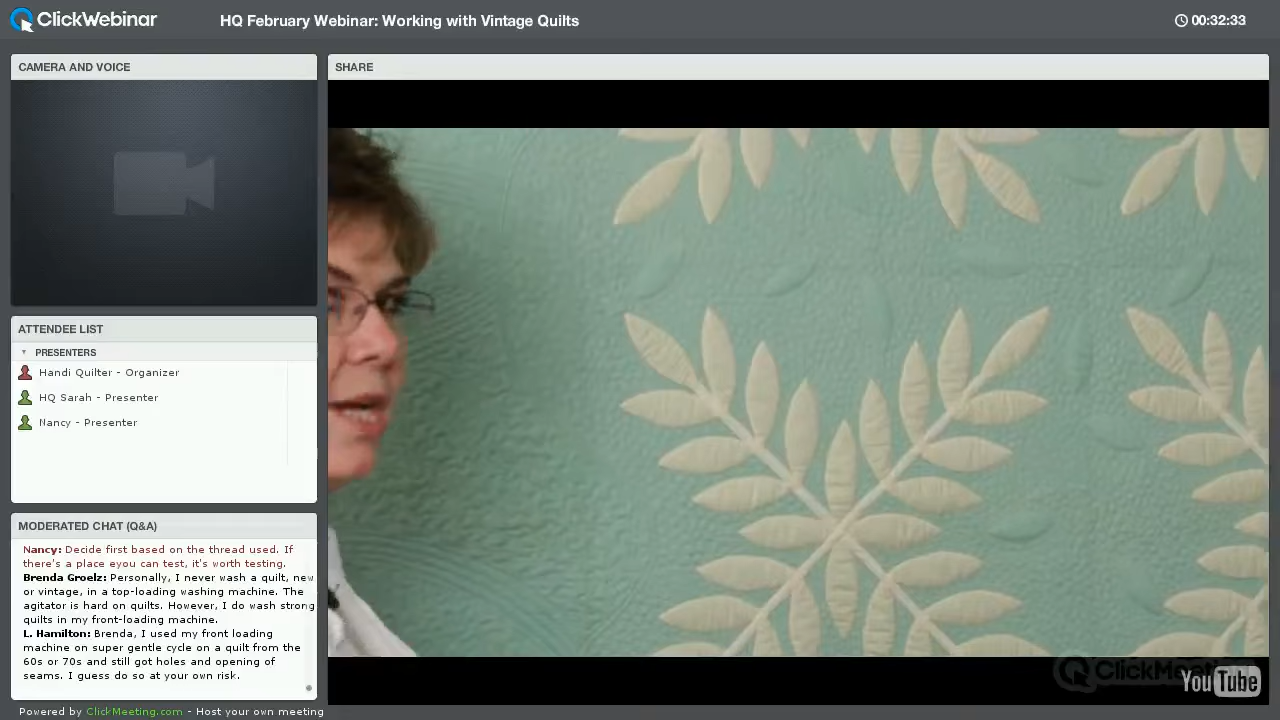 ClickWebinar
HQ February Webinar: Working with Vintage Quilts
00:32:33
CAMERA AND VOICE
SHARE
ATTENDEE LIST
PRESENTERS
Handi Quilter - Organizer
HQ Sarah - Presenter
Nancy - Presenter
MODERATED CHAT (Q&A)
Nancy: Decide first based on the thread used. If
there's a place eyou can test, it's worth testing.
Brenda Groelz: Personally, I never wash a quilt, new
or vintage, in a top-loading washing machine. The
agitator is hard on quilts. However, I do wash strong
quilts in my front-loading machine.
L. Hamilton: Brenda, I used my front loading
machine on super gentle cycle on a quilt from the
60s or 70s and still got holes and opening of
seams. I guess do so at your own risk.
ClickMeeting
YouTube
Powered by ClickMeeting.com - Host your own meeting